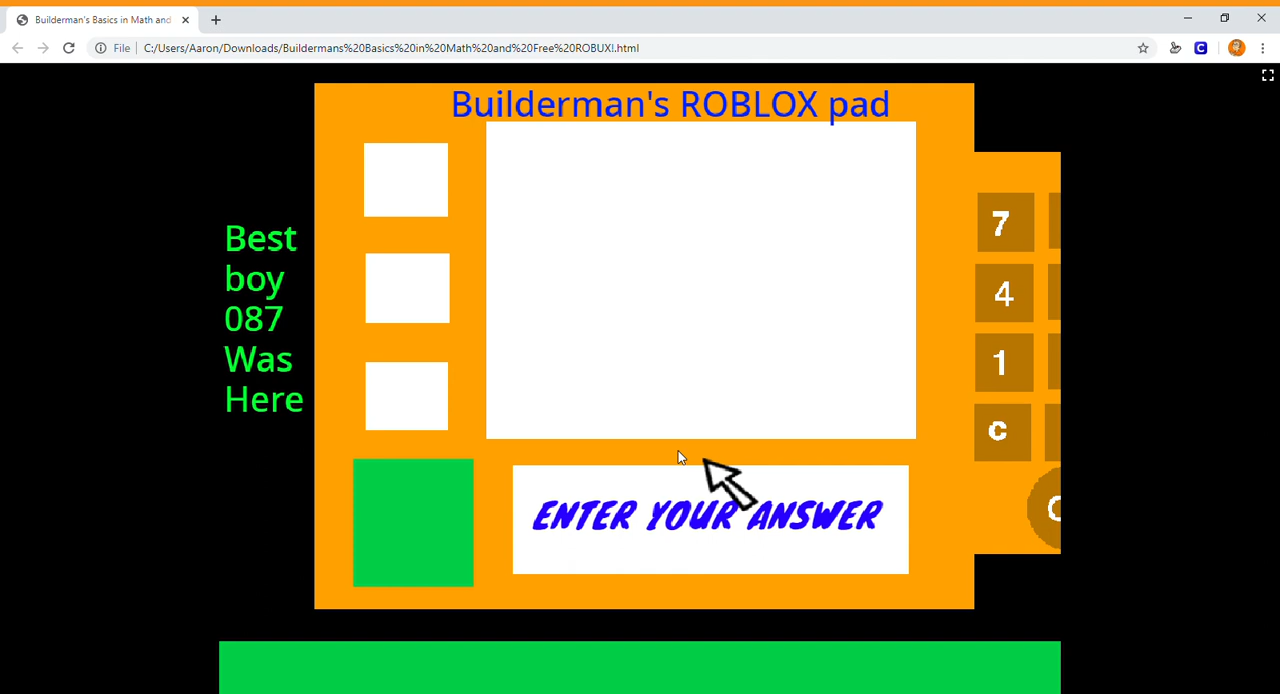 Builderman's Basics in Math and
File
C:/Users/Aaron/Downloads/Buildermans%20Basics%20in%20Math%20and%20Free%20ROBUX!.html
C
Builderman's ROBLOX pad
Best
boy
087
Was
Here
7
4
1
C
ENTER YOUR ANSWER